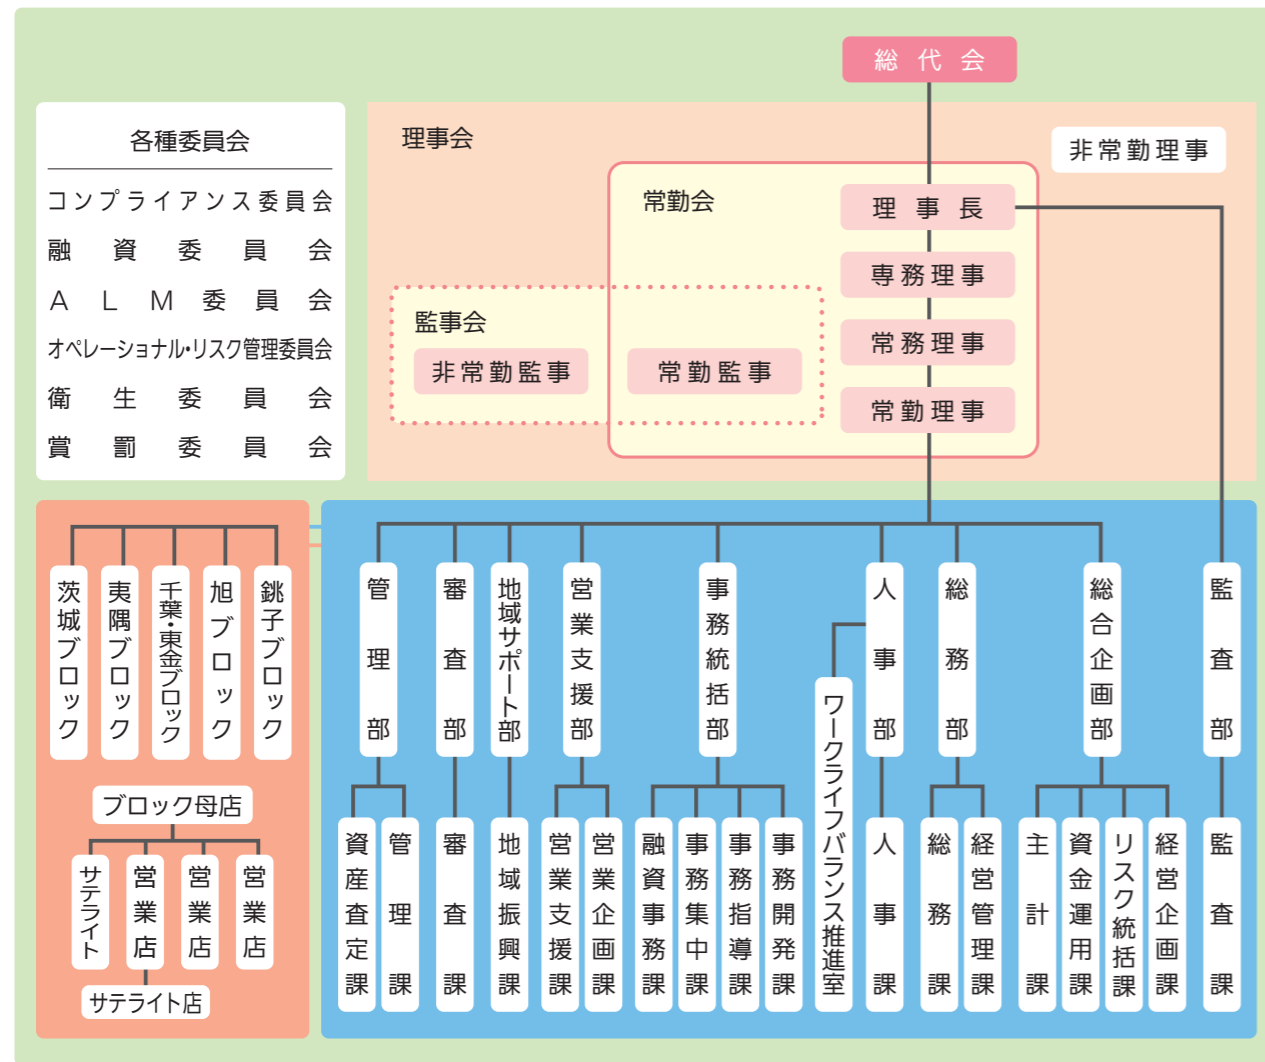 総代会
各種委員会
コンプライアンス委員会
融資委員会
ALM委員会
オペレーショナル・リスク管理委員会
衛生委員会
賞罰委員会
理事会
非常勤理事
常勤会
理事長
専務理事
常務理事
常勤理事
監事会
非常勤監事
常勤監事
茨城ブロック
夷隅ブロック
千葉・東金ブロック
旭ブロック
銚子ブロック
ブロック母店
サテライト
営業店
営業店
営業店
サテライト店
管理部
審査部
地域サポート部
営業支援部
事務統括部
人事部
総務部
総合企画部
監査部
ワークライフバランス推進室
資産査定課
管理課
審査課
地域振興課
営業支援課
営業企画課
融資事務課
事務集中課
事務指導課
事務開発課
人事課
総務課
経営管理課
主計課
資金運用課
リスク統括課
経営企画課
監査課